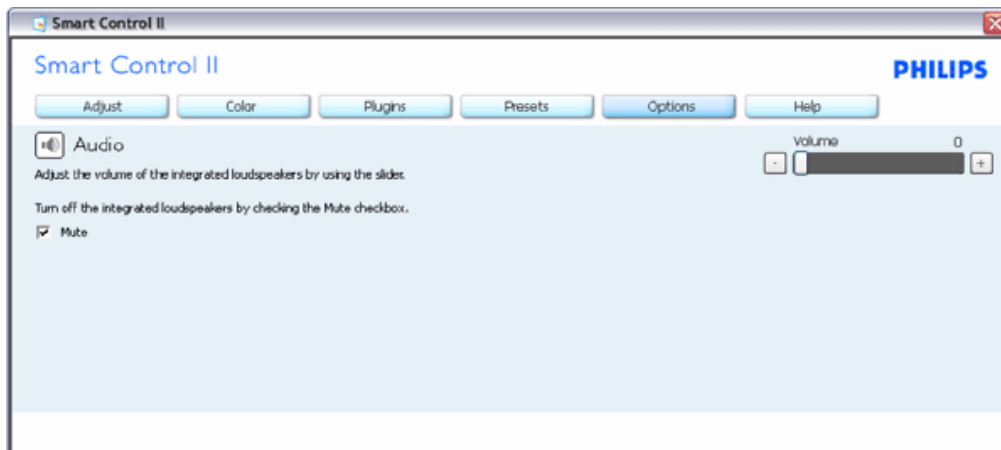 Smart Control II
Smart Control II
PHILIPS
Adjust
Color
Plugins
Presets
Options
Help
Audio
Volume 0
- +
Adjust the volume of the integrated loudspeakers by using the slider.
Turn off the integrated loudspeakers by checking the Mute checkbox.
Mute